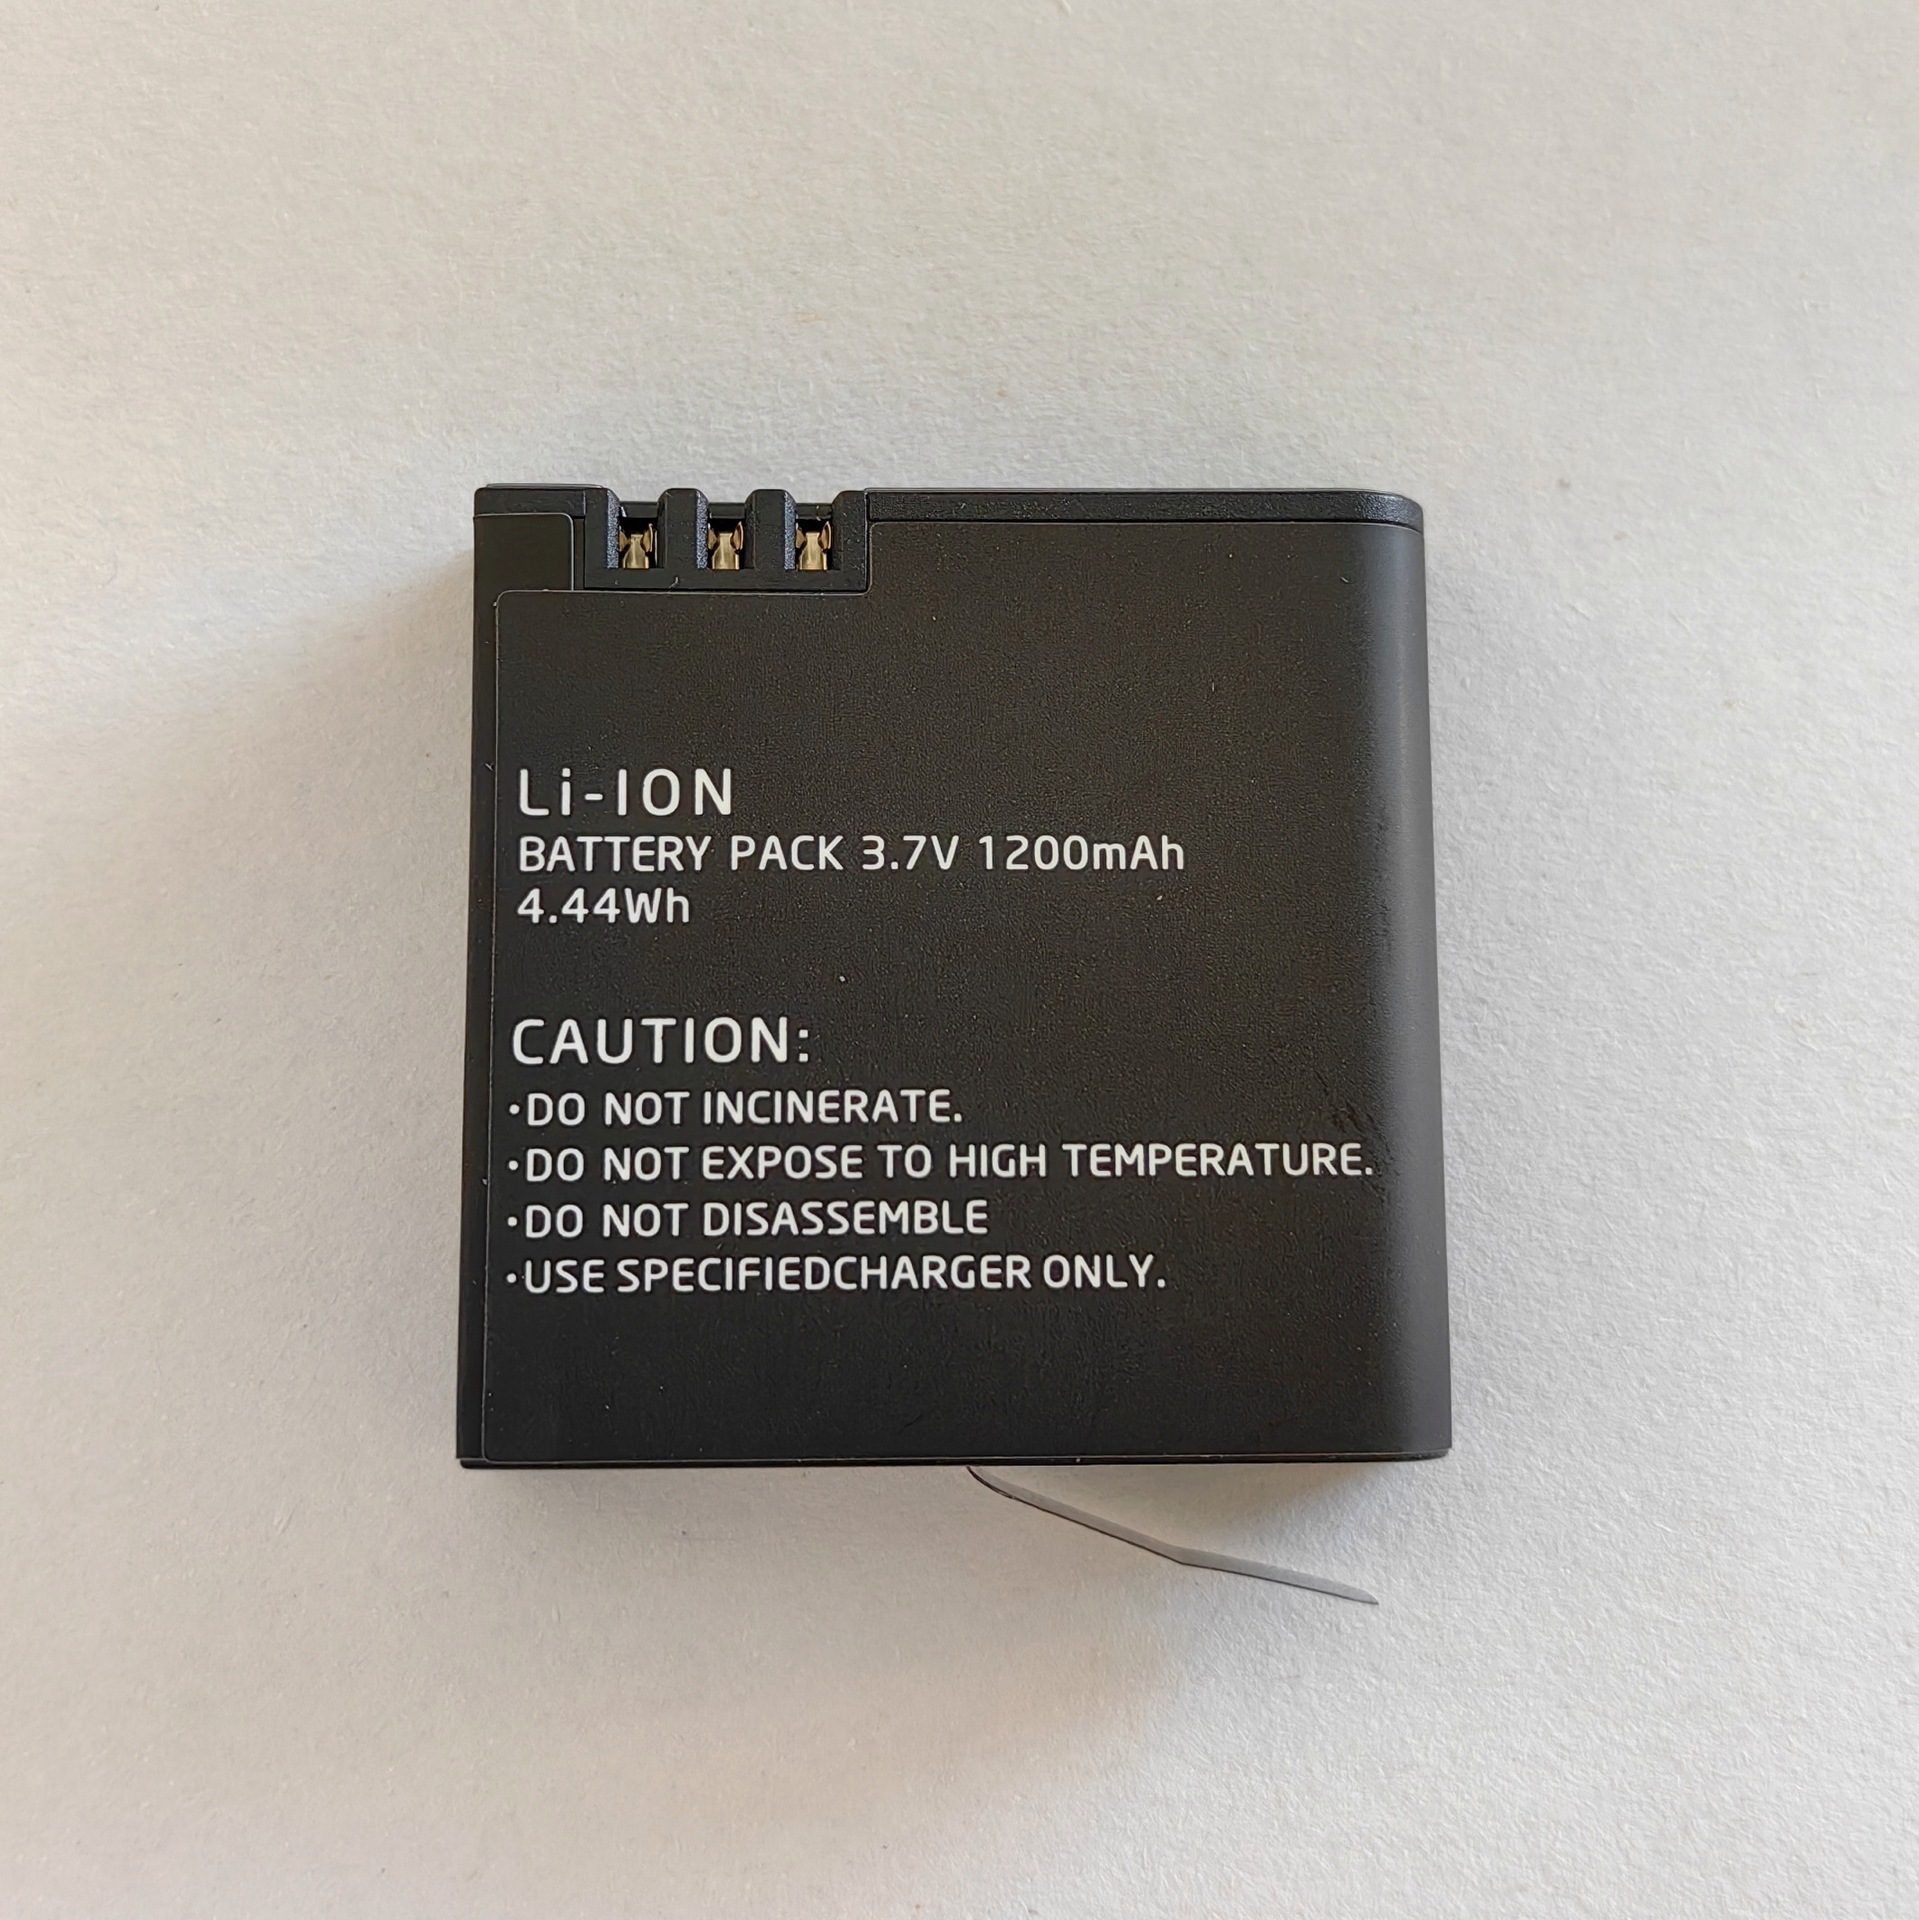 Li-ION
BATTERY PACK 3.7V 1200mAh
4.44Wh
CAUTION:
·DO NOT INCINERATE.
·DO NOT EXPOSE TO HIGH TEMPERATURE.
·DO NOT DISASSEMBLE
·USE SPECIFIEDCHARGER ONLY.